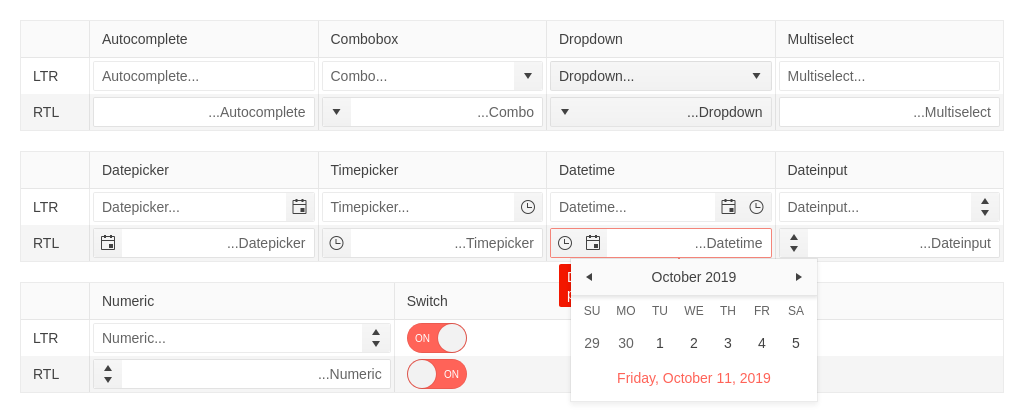 Autocomplete Combobox Dropdown Multiselect
LTR Autocomplete... Combo... Dropdown... Multiselect...
RTL ...Autocomplete ...Combo ...Dropdown ...Multiselect
Datepicker Timepicker Datetime Dateinput
LTR Datepicker... Timepicker... Datetime... Dateinput...
RTL ...Datepicker ...Timepicker ...Datetime ...Dateinput
October 2019
Numeric Switch
SU MO TU WE TH FR SA
LTR Numeric... ON
29 30 1 2 3 4 5
RTL ...Numeric ON
Friday, October 11, 2019